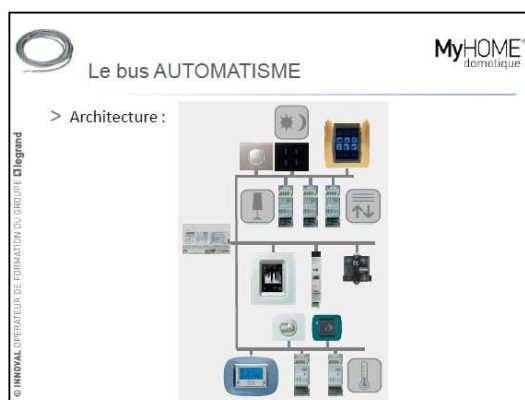 Le bus AUTOMATISME
MyHOME®
domotique
> Architecture :
© INNOVAL OPÉRATEUR DE FORMATION DU GROUPE legrand